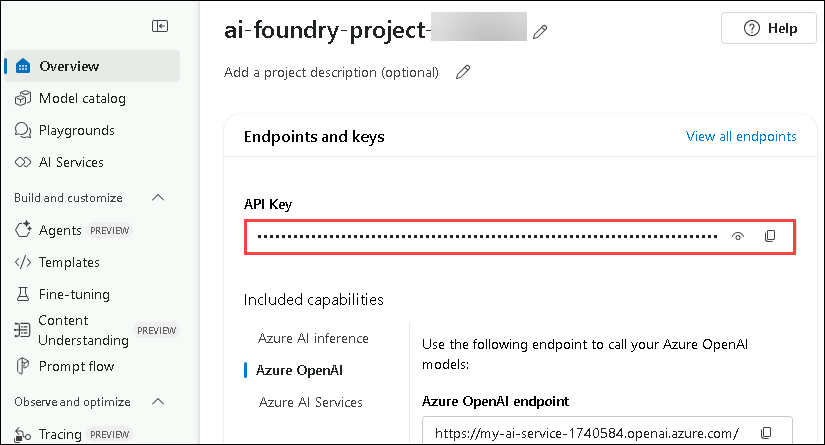 ai-foundry-project-
Help
Add a project description (optional)
Overview
Model catalog
Playgrounds
AI Services
Build and customize
Agents PREVIEW
Templates
Fine-tuning
Content
Understanding PREVIEW
Prompt flow
Observe and optimize
Tracing PREVIEW
Endpoints and keys
View all endpoints
API Key
Included capabilities
Azure AI inference
Azure OpenAI
Azure AI Services
Use the following endpoint to call your Azure OpenAI
models:
Azure OpenAI endpoint
https://my-ai-service-1740584.openai.azure.com/